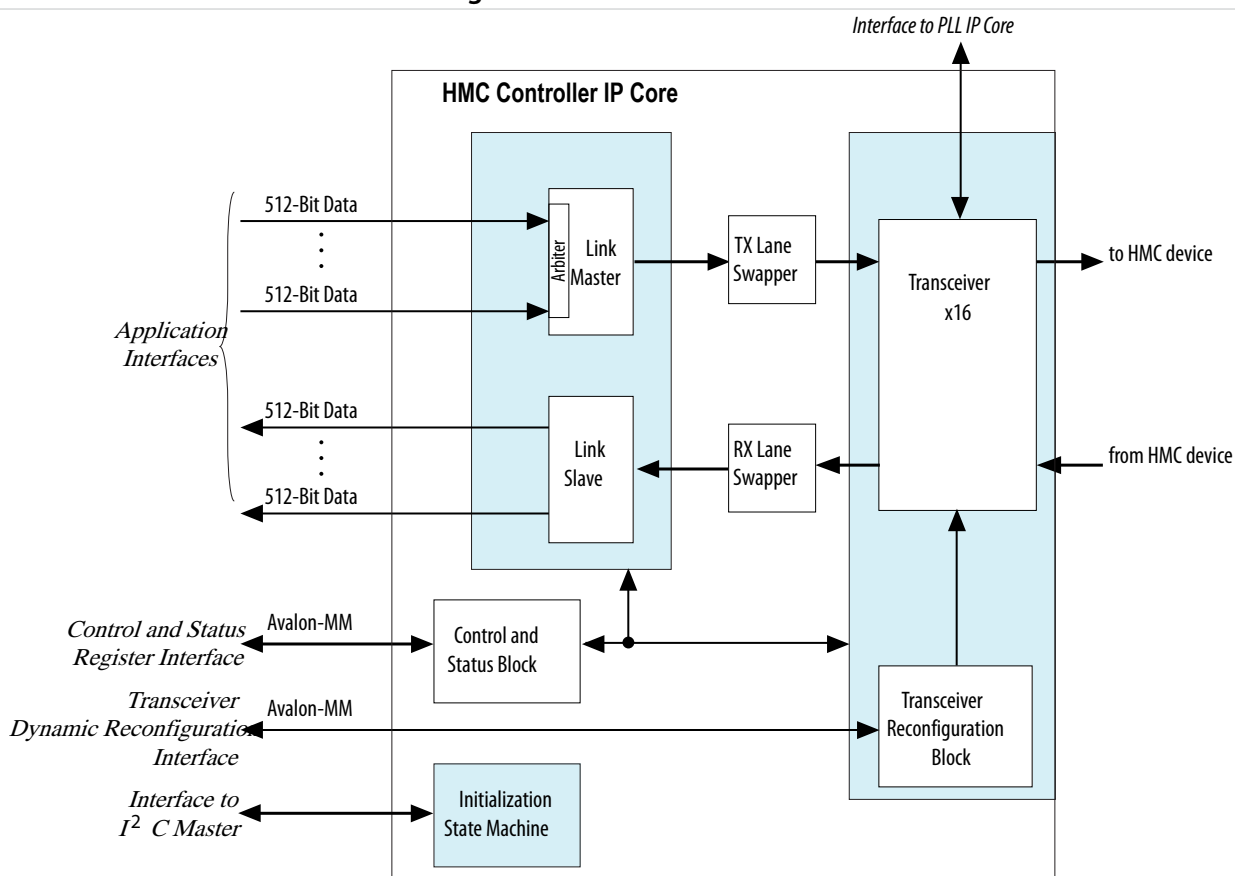 Interface to PLL IP Core
HMC Controller IP Core
512-Bit Data
512-Bit Data
Arbiter
Link
Master
TX Lane
Swapper
Transceiver
x16
to HMC device
Application
Interfaces
512-Bit Data
512-Bit Data
Link
Slave
RX Lane
Swapper
from HMC device
Control and Status
Register Interface
Avalon-MM
Control and
Status Block
Transceiver
Dynamic Reconfiguration
Interface
Avalon-MM
Transceiver
Reconfiguration
Block
Interface to
I2 C Master
Initialization
State Machine